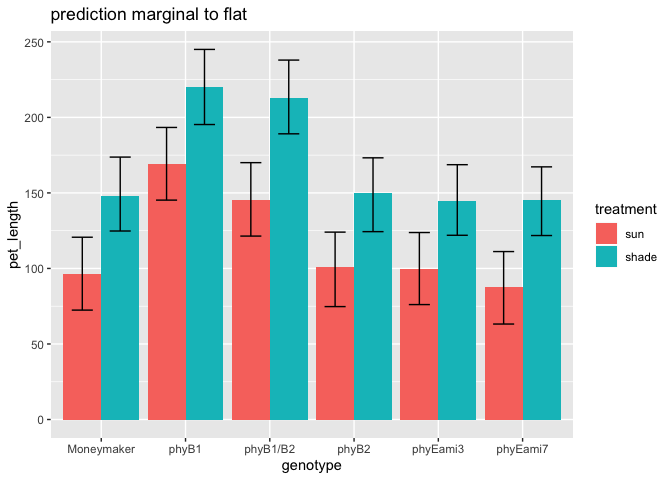 prediction marginal to flat
250
200
150
100
50
0
pet_length
Moneymaker phyB1 phyB1/B2 phyB2 phyEami3 phyEami7
genotype
treatment
sun
shade